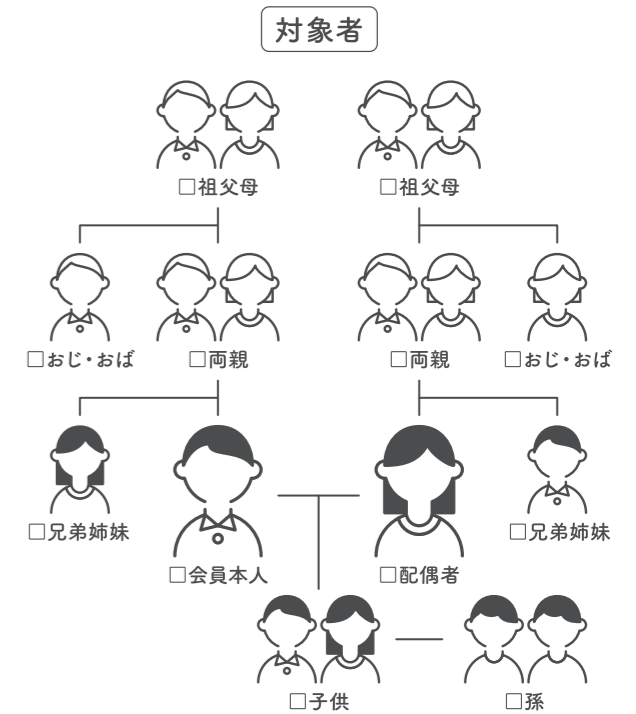 対象者
□祖父母 □祖父母
□おじ・おば □両親 □両親 □おじ・おば
□兄弟姉妹 □会員本人 □配偶者 □兄弟姉妹
□子供 □孫